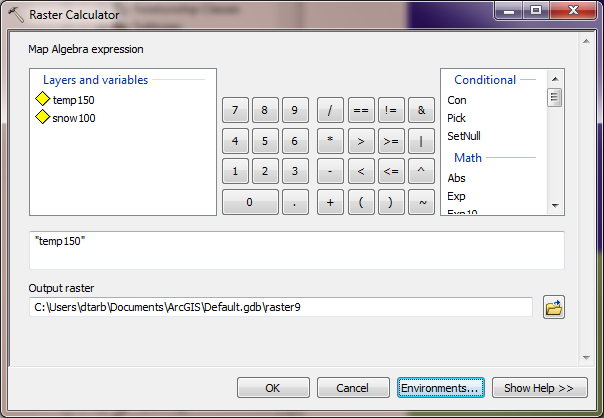 Raster Calculator
Map Algebra expression
Layers and variables
temp150
snow100
7 8 9 / == != &
4 5 6 * > >= |
1 2 3 - < <= ^
0 . + ( ) ~
Conditional
Con
Pick
SetNull
Math
Abs
Exp
Exp10
"temp150"
Output raster
C:\Users\dtarb\Documents\ArcGIS\Default.gdb\raster9
OK Cancel Environments... Show Help >>